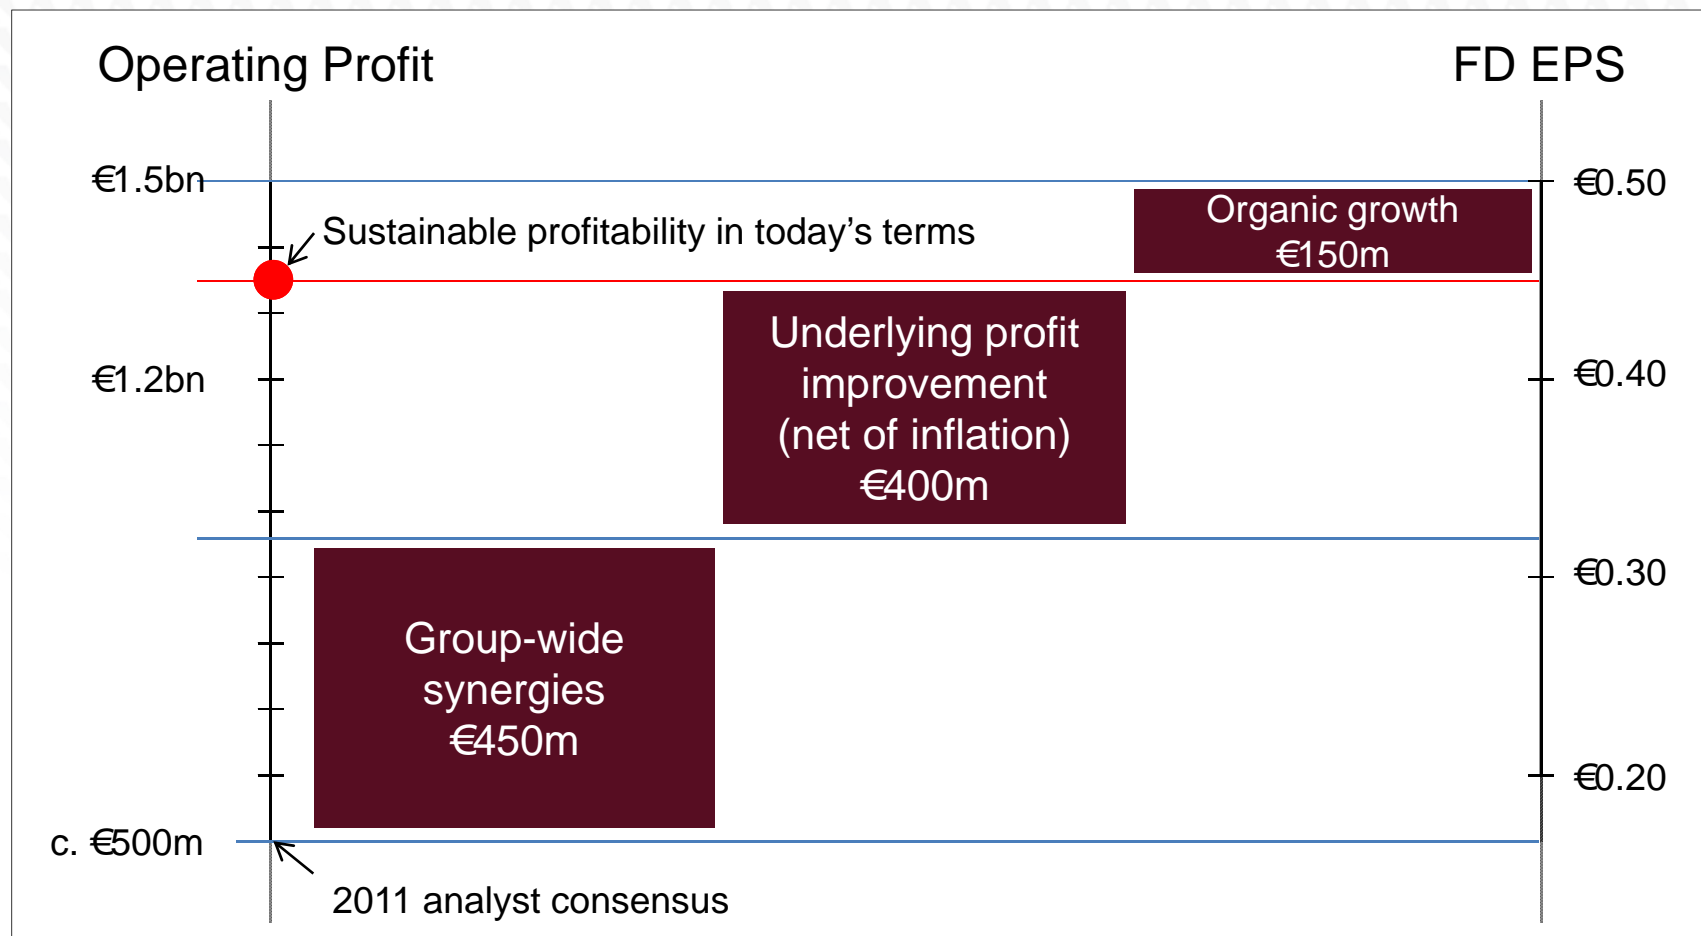 Operating Profit
FD EPS
€1.5bn
€0.50
Organic growth
€150m
Sustainable profitability in today's terms
Underlying profit
improvement
(net of inflation)
€400m
€1.2bn
€0.40
€0.30
Group-wide
synergies
€450m
€0.20
c. €500m
2011 analyst consensus